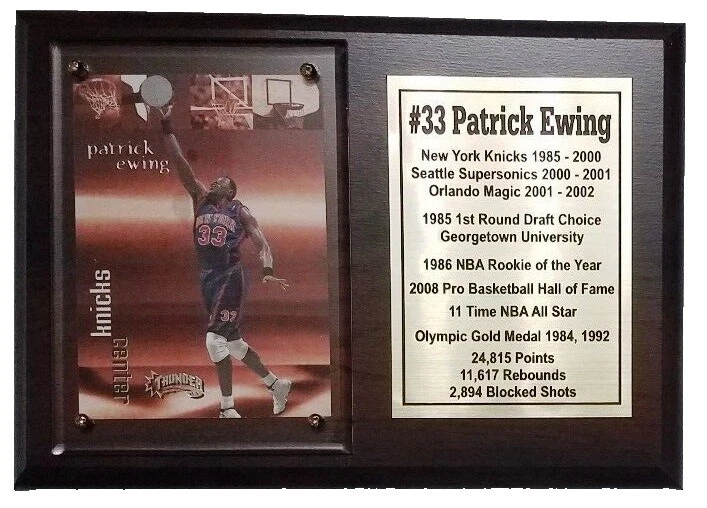 patrick
ewing
NEW YORK
33
33
knicks
center
THUNDER
#33 Patrick Ewing
New York Knicks 1985 - 2000
Seattle Supersonics 2000 - 2001
Orlando Magic 2001 - 2002
1985 1st Round Draft Choice
Georgetown University
1986 NBA Rookie of the Year
2008 Pro Basketball Hall of Fame
11 Time NBA All Star
Olympic Gold Medal 1984, 1992
24,815 Points
11,617 Rebounds
2,894 Blocked Shots